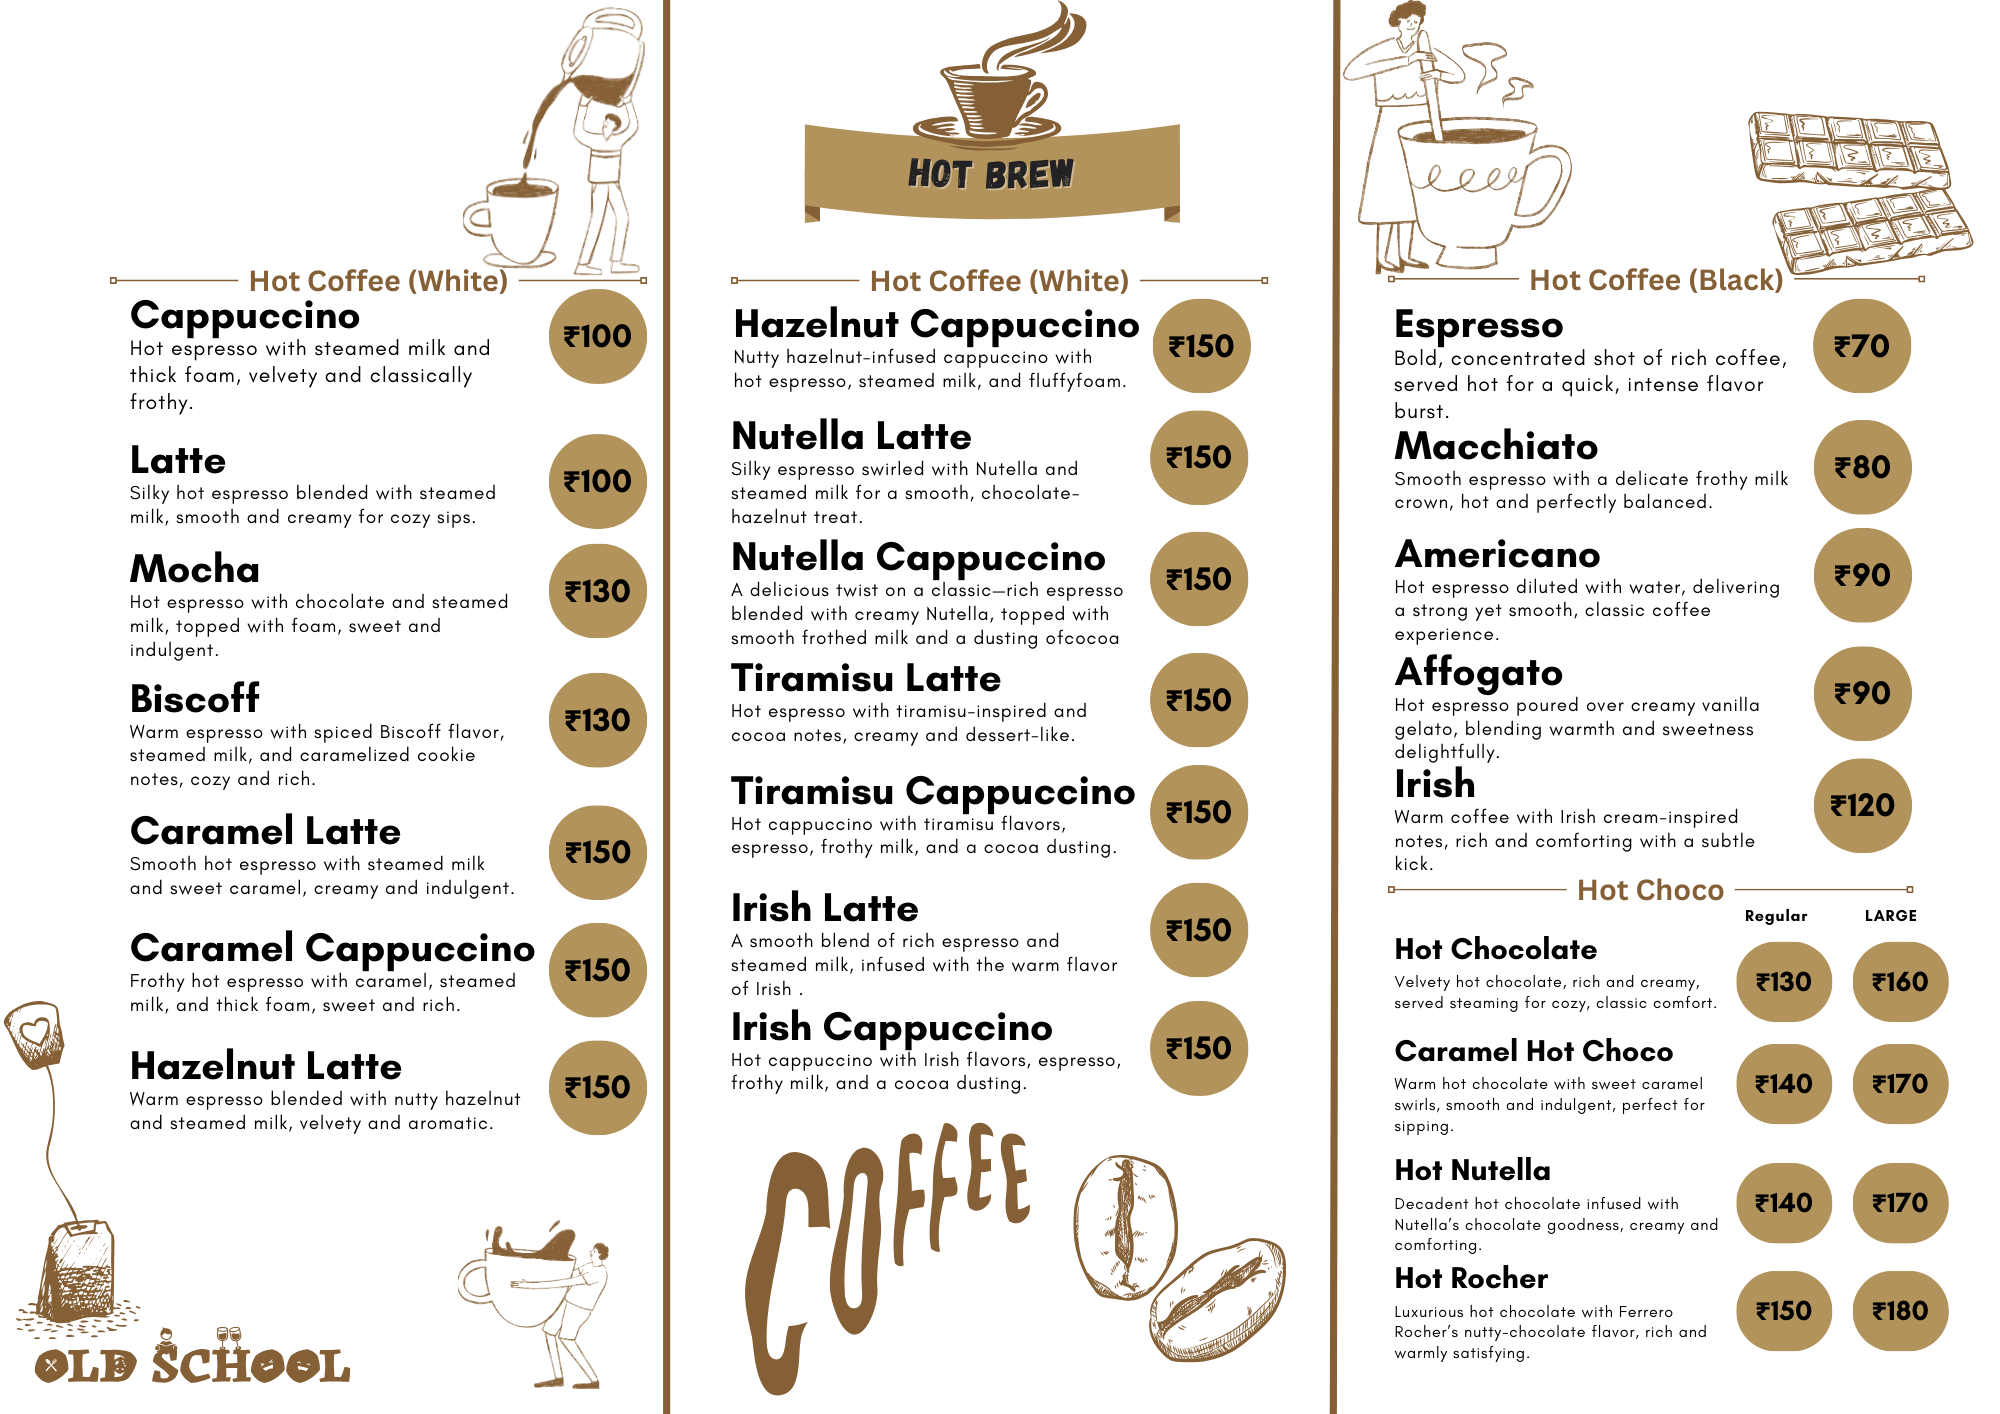 Hot Coffee (White)
Cappuccino
₹100
Hot espresso with steamed milk and
thick foam, velvety and classically
frothy.
Latte
₹100
Silky hot espresso blended with steamed
milk, smooth and creamy for cozy sips.
Mocha
₹130
Hot espresso with chocolate and steamed
milk, topped with foam, sweet and
indulgent.
Biscoff
₹130
Warm espresso with spiced Biscoff flavor,
steamed milk, and caramelized cookie
notes, cozy and rich.
Caramel Latte
₹150
Smooth hot espresso with steamed milk
and sweet caramel, creamy and indulgent.
Caramel Cappuccino
₹150
Frothy hot espresso with caramel, steamed
milk, and thick foam, sweet and rich.
Hazelnut Latte
₹150
Warm espresso blended with nutty hazelnut
and steamed milk, velvety and aromatic.
OLD SCHOOL
HOT BREW
Hot Coffee (White)
Hazelnut Cappuccino
₹150
Nutty hazelnut-infused cappuccino with
hot espresso, steamed milk, and fluffyfoam.
Nutella Latte
₹150
Silky espresso swirled with Nutella and
steamed milk for a smooth, chocolate-
hazelnut treat.
Nutella Cappuccino
₹150
A delicious twist on a classic—rich espresso
blended with creamy Nutella, topped with
smooth frothed milk and a dusting ofcocoa
Tiramisu Latte
₹150
Hot espresso with tiramisu-inspired and
cocoa notes, creamy and dessert-like.
Tiramisu Cappuccino
₹150
Hot cappuccino with tiramisu flavors,
espresso, frothy milk, and a cocoa dusting.
Irish Latte
₹150
A smooth blend of rich espresso and
steamed milk, infused with the warm flavor
of Irish .
Irish Cappuccino
₹150
Hot cappuccino with Irish flavors, espresso,
frothy milk, and a cocoa dusting.
COFFEE
Hot Coffee (Black)
Espresso
₹70
Bold, concentrated shot of rich coffee,
served hot for a quick, intense flavor
burst.
Macchiato
₹80
Smooth espresso with a delicate frothy milk
crown, hot and perfectly balanced.
Americano
₹90
Hot espresso diluted with water, delivering
a strong yet smooth, classic coffee
experience.
Affogato
₹90
Hot espresso poured over creamy vanilla
gelato, blending warmth and sweetness
delightfully.
Irish
₹120
Warm coffee with Irish cream-inspired
notes, rich and comforting with a subtle
kick.
Hot Choco
Regular LARGE
Hot Chocolate
₹130 ₹160
Velvety hot chocolate, rich and creamy,
served steaming for cozy, classic comfort.
Caramel Hot Choco
₹140 ₹170
Warm hot chocolate with sweet caramel
swirls, smooth and indulgent, perfect for
sipping.
Hot Nutella
₹140 ₹170
Decadent hot chocolate infused with
Nutella's chocolate goodness, creamy and
comforting.
Hot Rocher
₹150 ₹180
Luxurious hot chocolate with Ferrero
Rocher's nutty-chocolate flavor, rich and
warmly satisfying.